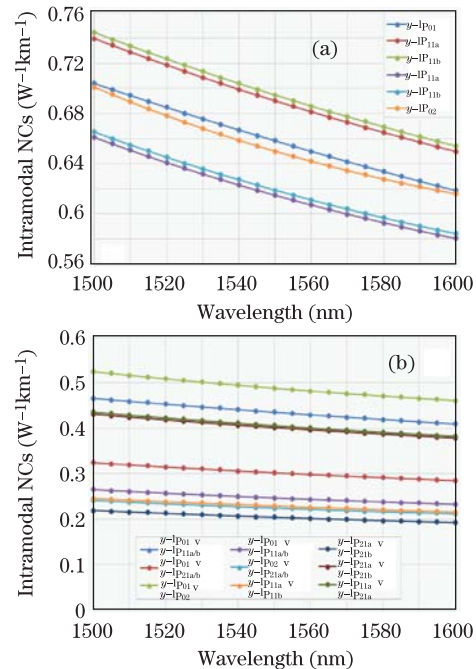 0.76
0.72
0.68
0.64
0.6
0.56
Intramodal NCs (W⁻¹km⁻¹)
(a)
y–lP₀₁
y–lP₁₁ₐ
y–lP₁₁b
y–lP₁₁ₐ
y–lP₁₁b
y–lP₀₂
1500 1520 1540 1560 1580 1600
Wavelength (nm)
0.6
0.5
0.4
0.3
0.2
0.1
0
Intramodal NCs (W⁻¹km⁻¹)
(b)
y–lP₀₁ v y–lP₀₁ v y–lP₂₁ₐ v
y–lP₁₁ₐ/b y–lP₁₁ₐ/b y–lP₂₁b
y–lP₀₁ v y–lP₀₂ v y–lP₂₁ₐ v
y–lP₂₁ₐ/b y–lP₂₁ₐ/b y–lP₂₁b
y–lP₀₁ v y–lP₁₁ₐ v y–lP₁₁ₐ v
y–lP₀₂ y–lP₁₁b y–lP₂₁ₐ
1500 1520 1540 1560 1580 1600
Wavelength (nm)